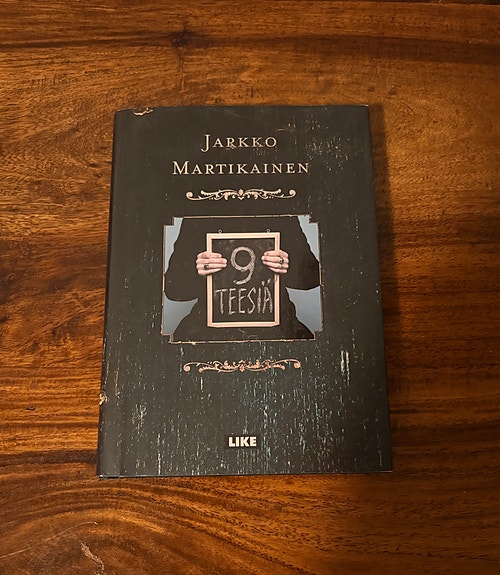 JARKKO
MARTIKAINEN
9
TEESIÄ
LIKE